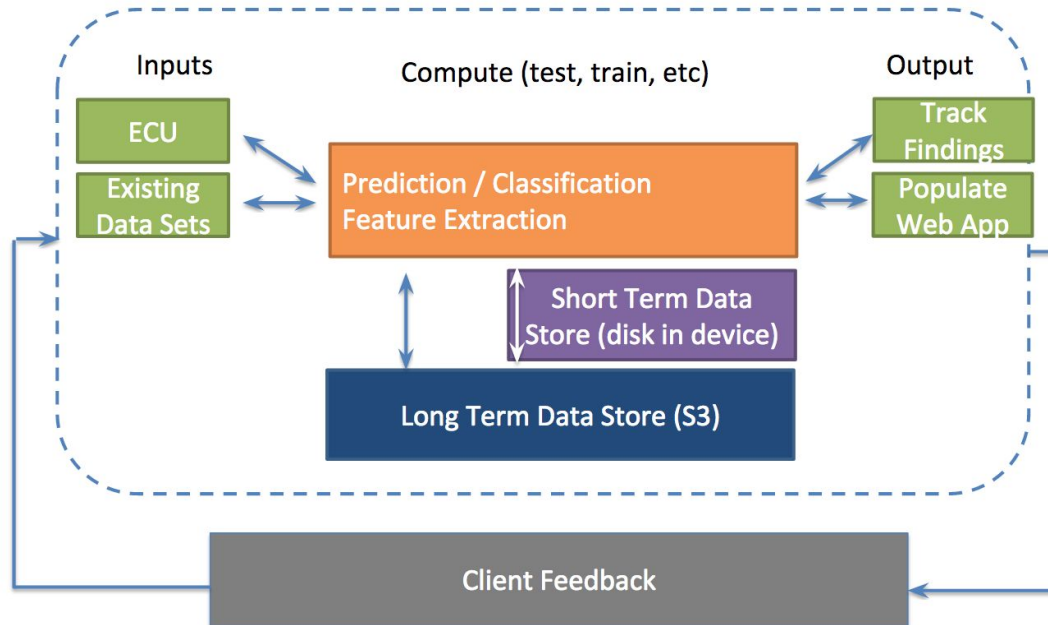 Inputs
Compute (test, train, etc)
Output
ECU
Existing
Data Sets
Prediction / Classification
Feature Extraction
Track
Findings
Populate
Web App
Short Term Data
Store (disk in device)
Long Term Data Store (S3)
Client Feedback